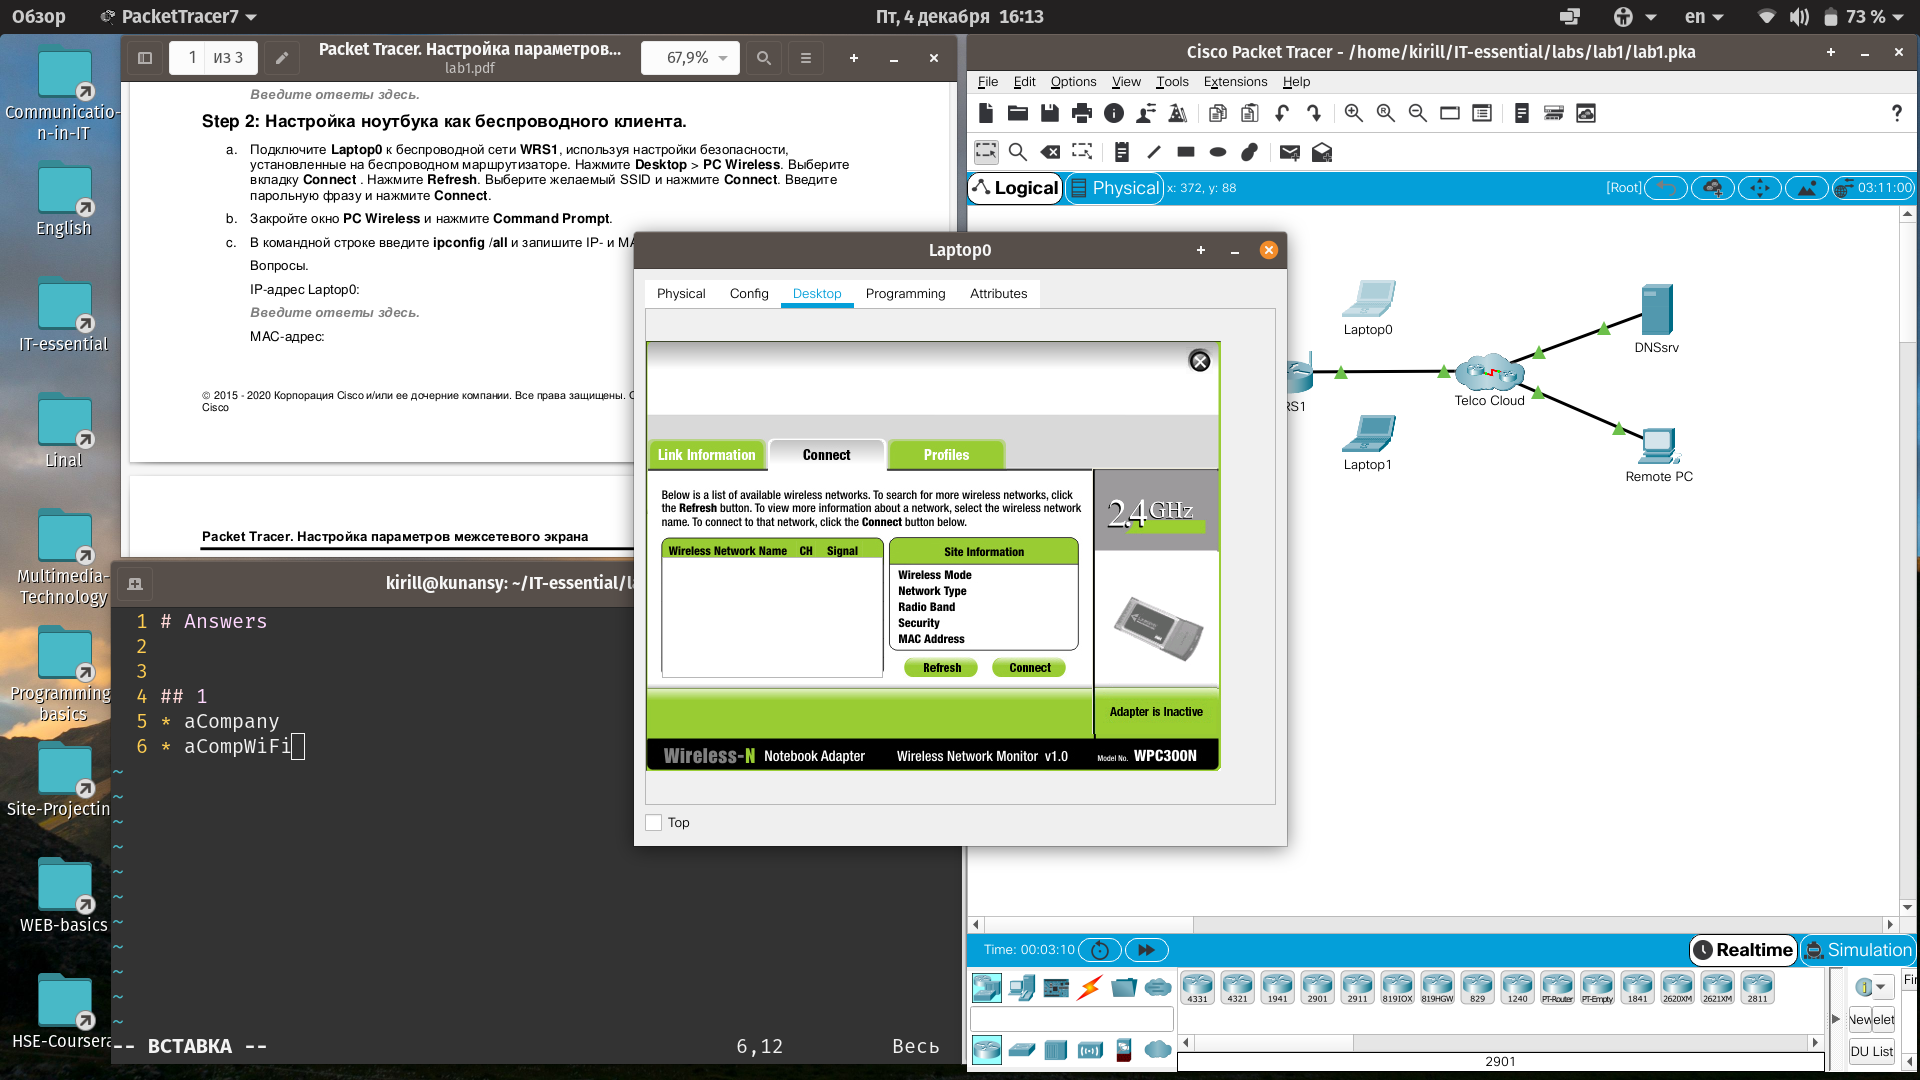 Обзор
PacketTracer7
Пт, 4 декабря 16:13
en
73 %
Communicatio-
n-in-IT
English
IT-essential
Linal
Multimedia-
Technology
Programming-
basics
Site-Projectin
WEB-basics
HSE-Coursera
1 из 3
Packet Tracer. Настройка параметров...
lab1.pdf
67,9%
Введите ответы здесь.
Step 2: Настройка ноутбука как беспроводного клиента.
a. Подключите Laptop0 к беспроводной сети WRS1, используя настройки безопасности,
установленные на беспроводном маршрутизаторе. Нажмите Desktop > PC Wireless. Выберите
вкладку Connect . Нажмите Refresh. Выберите желаемый SSID и нажмите Connect. Введите
парольную фразу и нажмите Connect.
b. Закройте окно PC Wireless и нажмите Command Prompt.
c. В командной строке введите ipconfig /all и запишите IP- и
Вопросы.
IP-адрес Laptop0:
Введите ответы здесь.
MAC-адрес:
© 2015 - 2020 Корпорация Cisco и/или ее дочерние компании. Все права защищены.
Cisco
Packet Tracer. Настройка параметров межсетевого экрана
kirill@kunansy: ~/IT-essential/la
1 # Answers
2
3
4 ## 1
5 * aCompany
6 * aCompWiFi
~
~
~
~
~
~
~
~
~
~
~
-- ВСТАВКА --
6,12
Весь
Cisco Packet Tracer - /home/kirill/IT-essential/labs/lab1/lab1.pka
File Edit Options View Tools Extensions Help
Logical
Physical
x: 372, y: 88
[Root]
03:11:00
Laptop0
DNSsrv
RS1
Telco Cloud
Laptop1
Remote PC
Laptop0
Physical Config Desktop Programming Attributes
Link Information
Connect
Profiles
Below is a list of available wireless networks. To search for more wireless networks, click
the Refresh button. To view more information about a network, select the wireless network
name. To connect to that network, click the Connect button below.
2.4GHz
Wireless Network Name CH Signal
Site Information
Wireless Mode
Network Type
Radio Band
Security
MAC Address
Refresh
Connect
Adapter is Inactive
Wireless-N Notebook Adapter
Wireless Network Monitor v1.0
Model No. WPC300N
Top
Time: 00:03:10
Realtime
Simulation
4331 4321 1941 2901 2911 819IOX 819HGW 829 1240 PT-Router PT-Empty 1841 2620XM 2621XM 2811
2901
Fir
New
elet
DU List